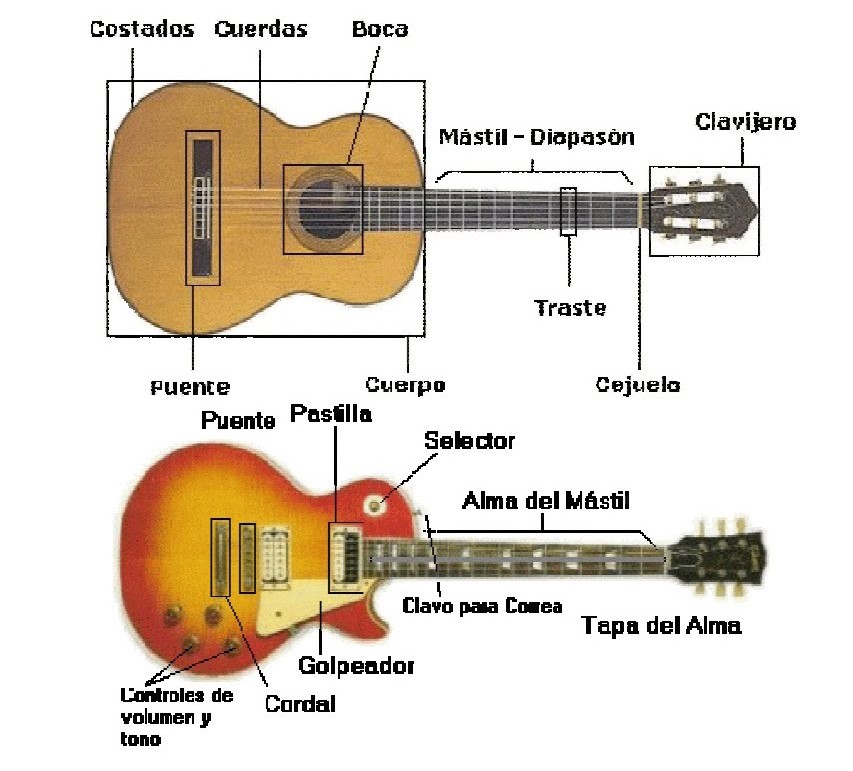 Costados Cuerdas Boca
Mástil - Diapasón
Clavijero
Traste
Puente
Cuerpo
Cejuela
Puente
Pastilla
Selector
Alma del Mástil
Clavo para Correa
Tapa del Alma
Golpeador
Cordal
Controles de
volumen y
tono